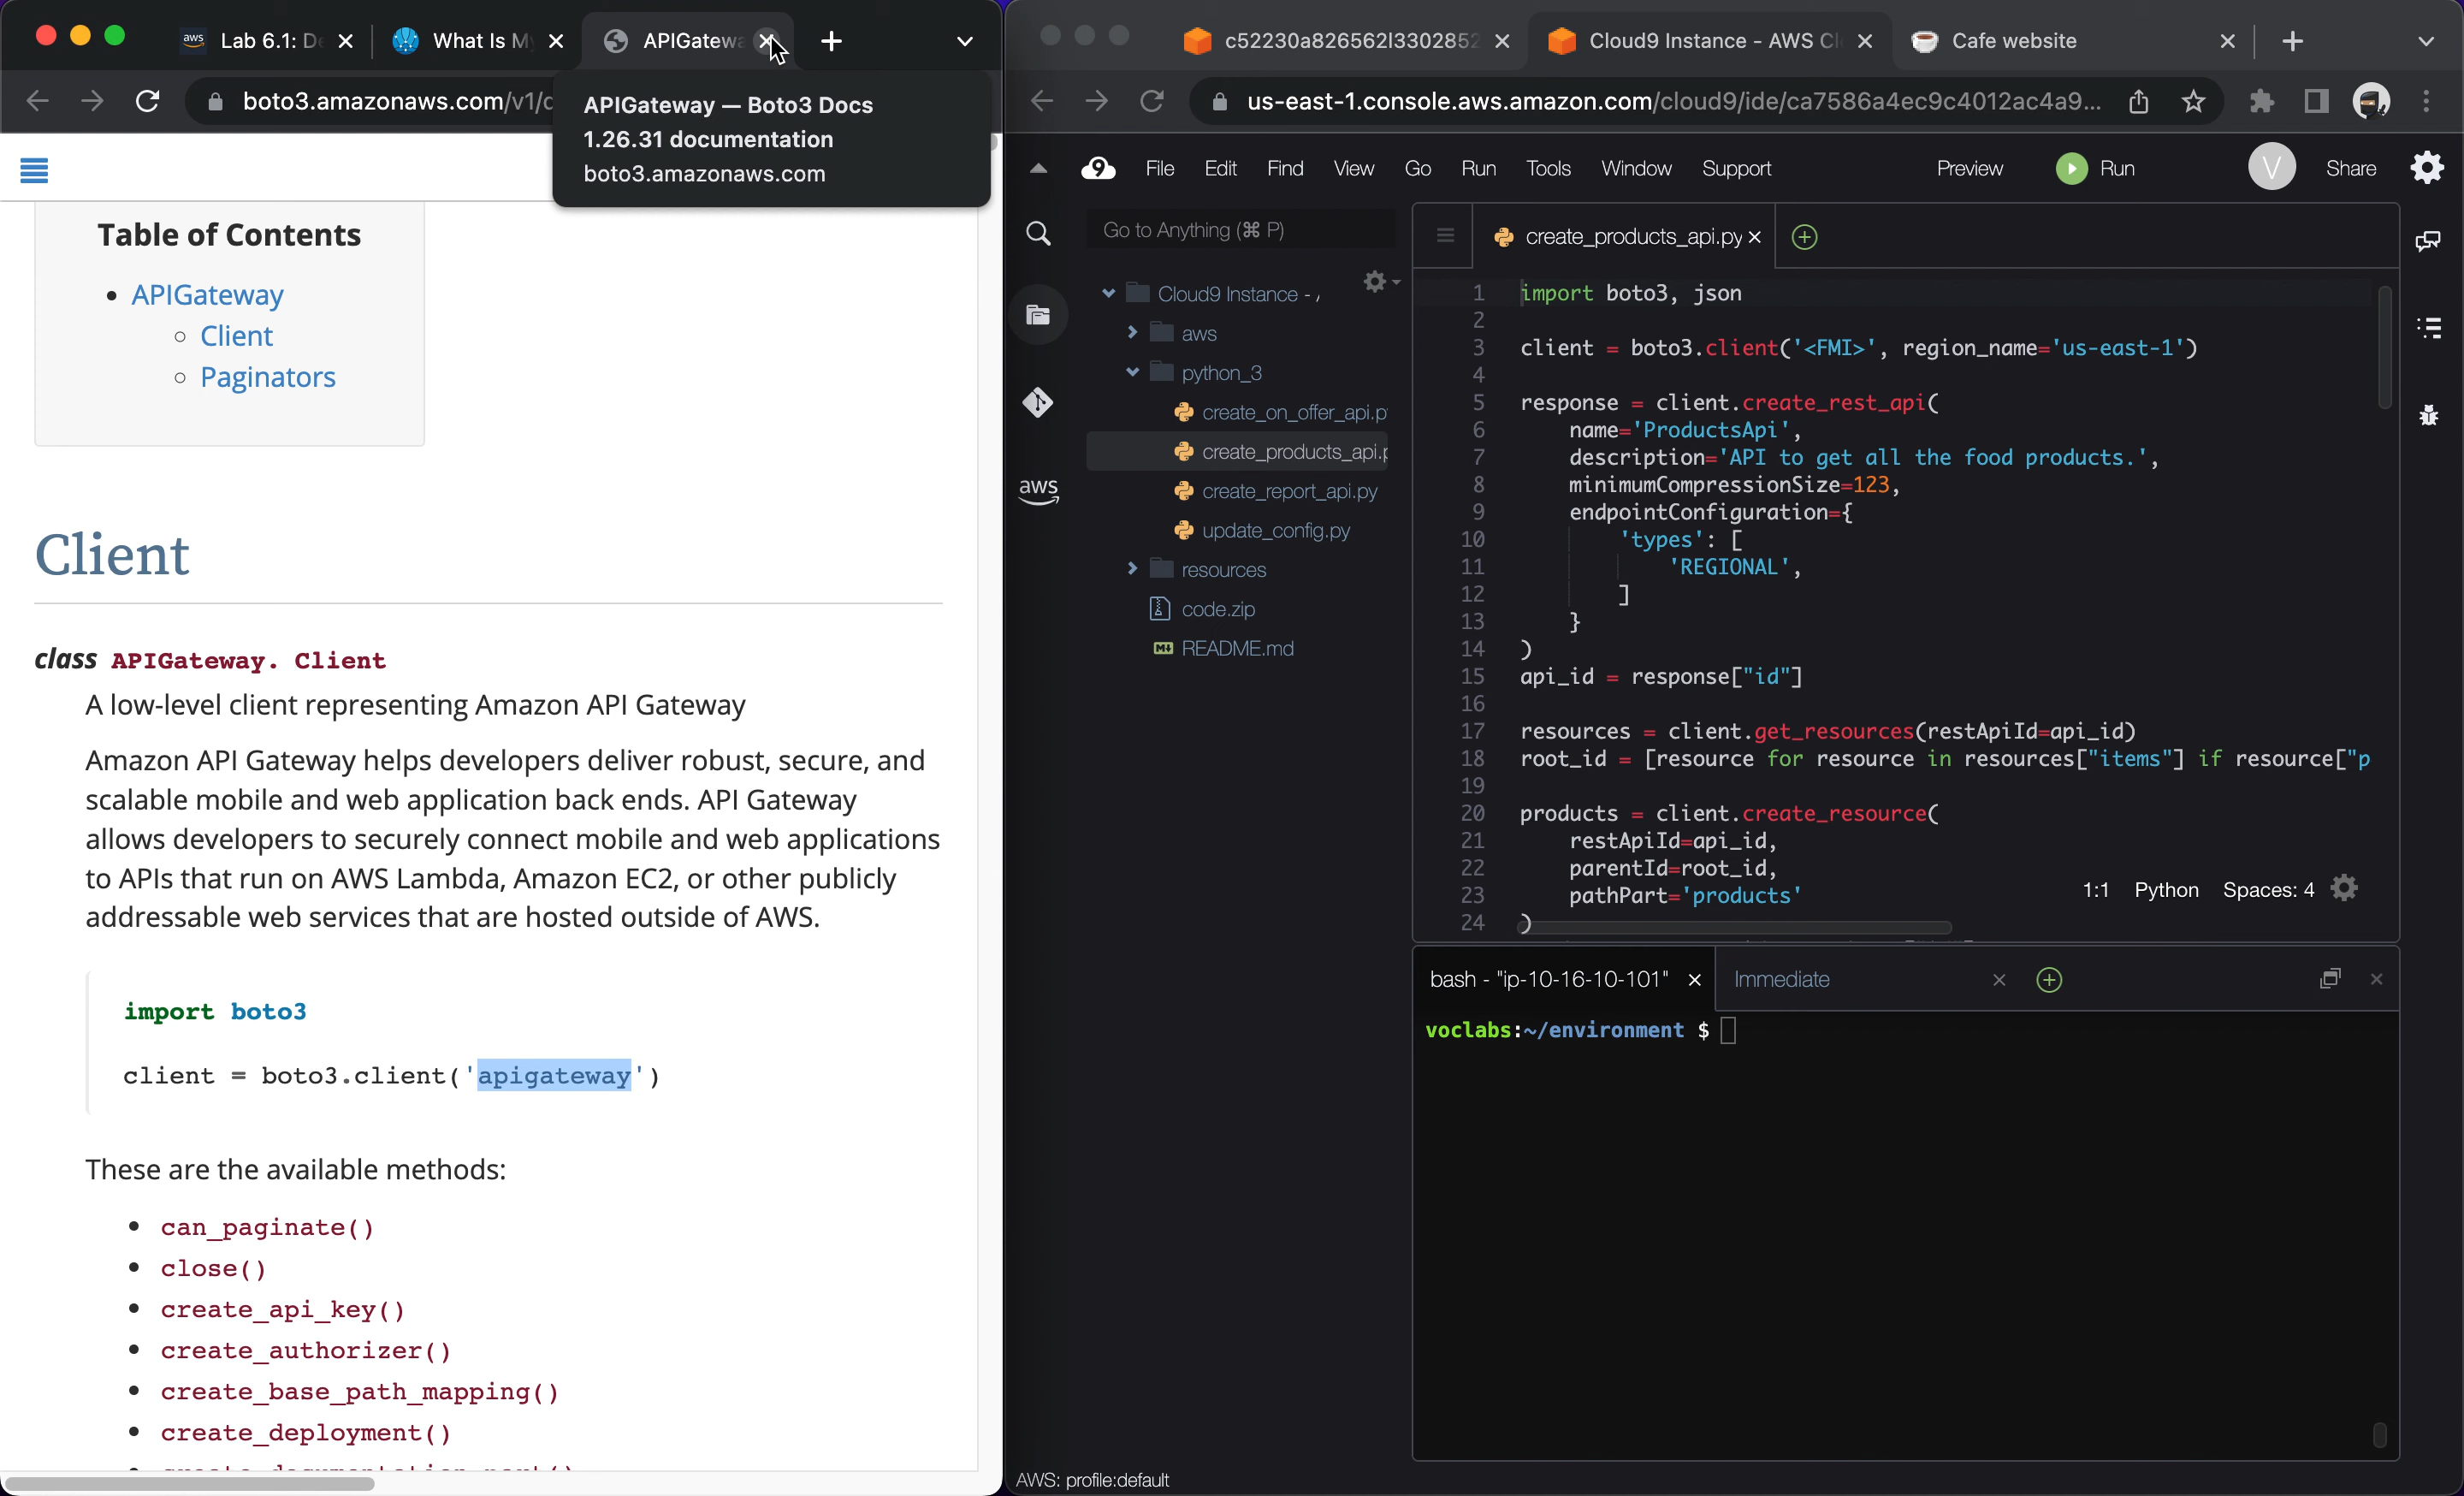 aws Lab 6.1: De
What Is M
APIGatewa
boto3.amazonaws.com/v1/d
APIGateway — Boto3 Docs
1.26.31 documentation
boto3.amazonaws.com
Table of Contents
APIGateway
Client
Paginators
Client
class APIGateway. Client
A low-level client representing Amazon API Gateway
Amazon API Gateway helps developers deliver robust, secure, and
scalable mobile and web application back ends. API Gateway
allows developers to securely connect mobile and web applications
to APIs that run on AWS Lambda, Amazon EC2, or other publicly
addressable web services that are hosted outside of AWS.
import boto3
client = boto3.client('apigateway')
These are the available methods:
can_paginate()
close()
create_api_key()
create_authorizer()
create_base_path_mapping()
create_deployment()
c52230a826562l3302852
Cloud9 Instance - AWS Cl
Cafe website
us-east-1.console.aws.amazon.com/cloud9/ide/ca7586a4ec9c4012ac4a9...
9 File Edit Find View Go Run Tools Window Support Preview Run V Share
Go to Anything (⌘ P)
Cloud9 Instance - /
aws
python_3
create_on_offer_api.p
create_products_api.p
create_report_api.py
update_config.py
resources
code.zip
README.md
aws
create_products_api.py
1 import boto3, json
2
3 client = boto3.client('<FMI>', region_name='us-east-1')
4
5 response = client.create_rest_api(
6 name='ProductsApi',
7 description='API to get all the food products.',
8 minimumCompressionSize=123,
9 endpointConfiguration={
10 'types': [
11 'REGIONAL',
12 ]
13 }
14 )
15 api_id = response["id"]
16
17 resources = client.get_resources(restApiId=api_id)
18 root_id = [resource for resource in resources["items"] if resource["p
19
20 products = client.create_resource(
21 restApiId=api_id,
22 parentId=root_id,
23 pathPart='products'
24 )
1:1 Python Spaces: 4
bash - "ip-10-16-10-101"
Immediate
voclabs:~/environment $
AWS: profile:default